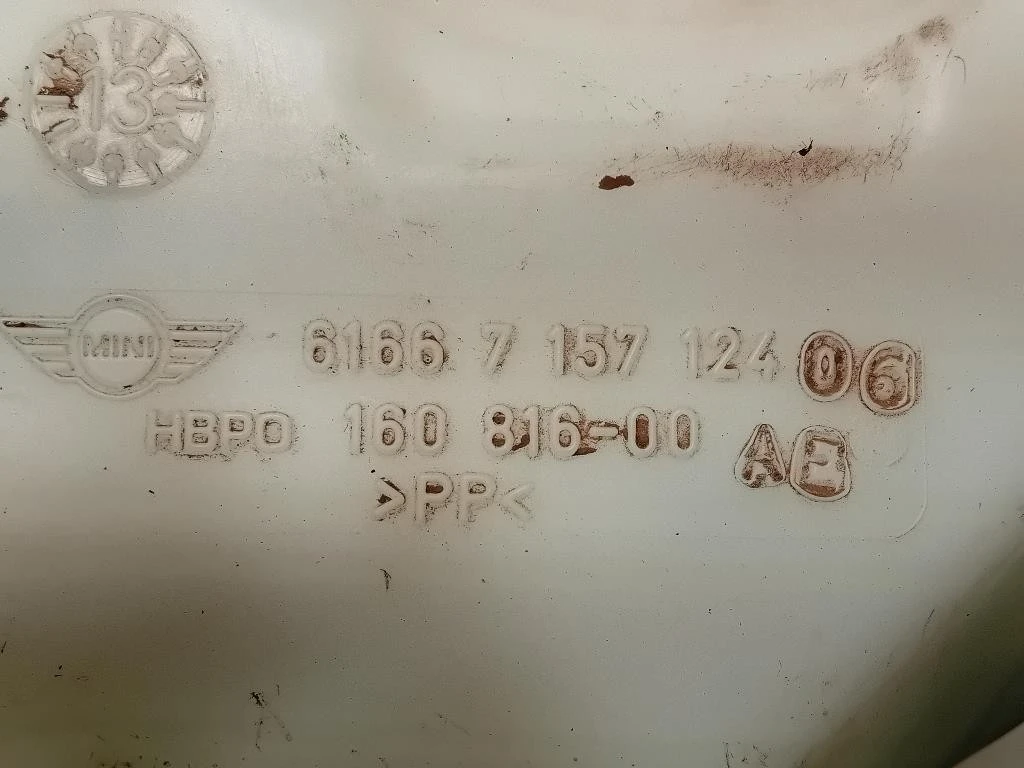 13
MINI
6166 7 157 124 06
HBPO 160 816-00 AE
>PP<